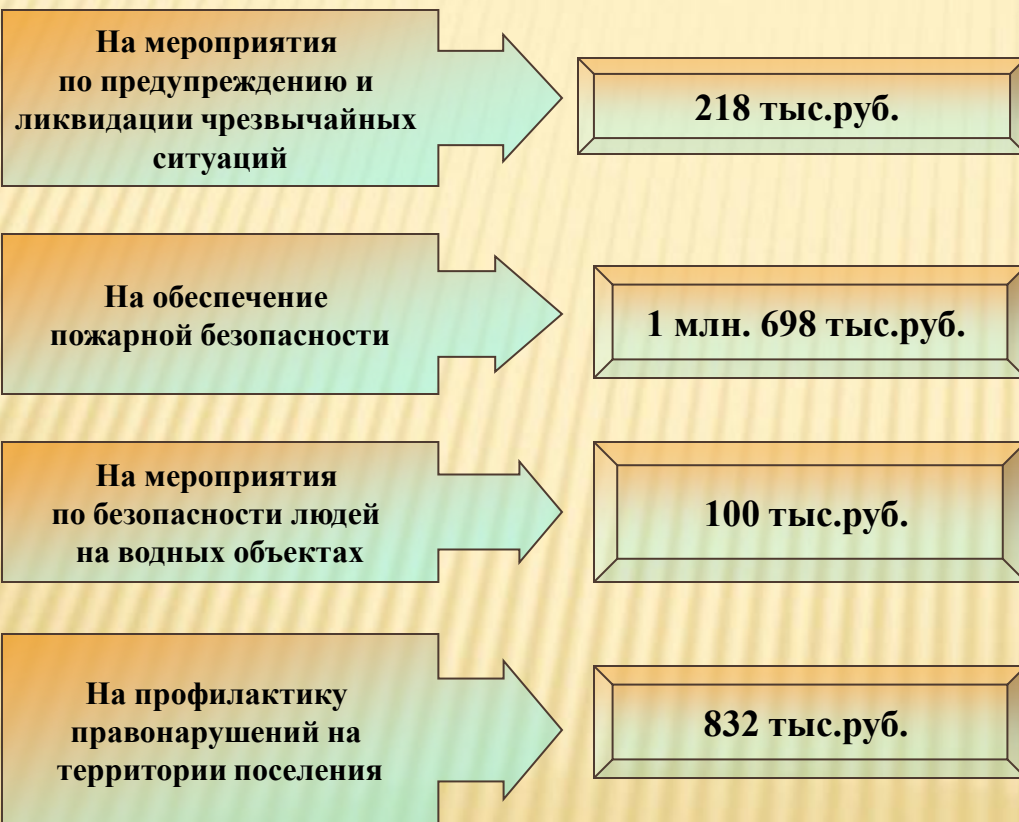 На мероприятия
по предупреждению и
ликвидации чрезвычайных
ситуаций
218 тыс.руб.
На обеспечение
пожарной безопасности
1 млн. 698 тыс.руб.
На мероприятия
по безопасности людей
на водных объектах
100 тыс.руб.
На профилактику
правонарушений на
территории поселения
832 тыс.руб.